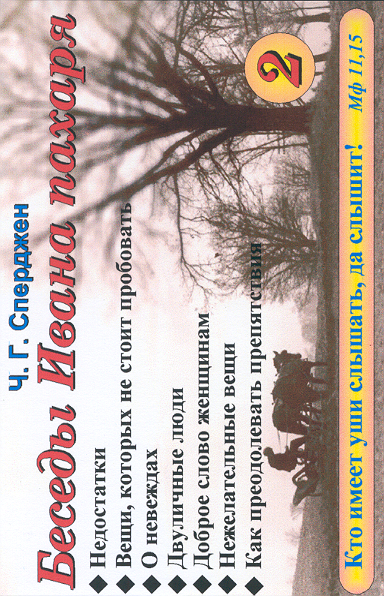 Ч. Г. Сперджен
Беседы Ивана пахаря
◆ Недостатки
◆ Вещи, которых не стоит пробовать
◆ О невеждах
◆ Двуличные люди
◆ Доброе слово женщинам
◆ Нежелательные вещи
◆ Как преодолевать препятствия
2
Кто имеет уши слышать, да слышит! Мф 11,15